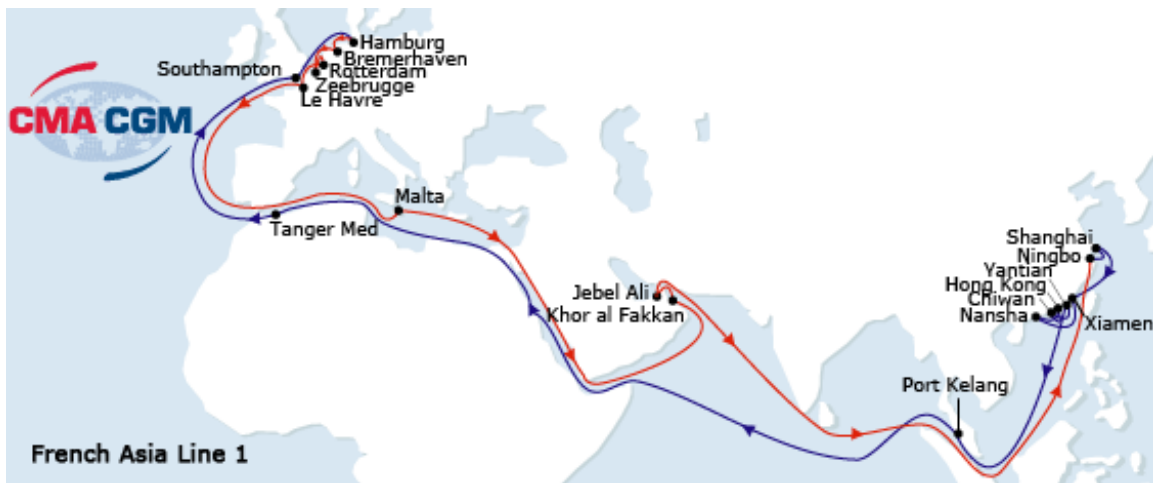 Hamburg
Bremerhaven
Southampton
Rotterdam
Zeebrugge
Le Havre
CMA CGM
Malta
Tanger Med
Shanghai
Ningbo
Yantian
Jebel Ali
Hong Kong
Khor al Fakkan
Chiwan
Nansha
Xiamen
Port Kelang
French Asia Line 1